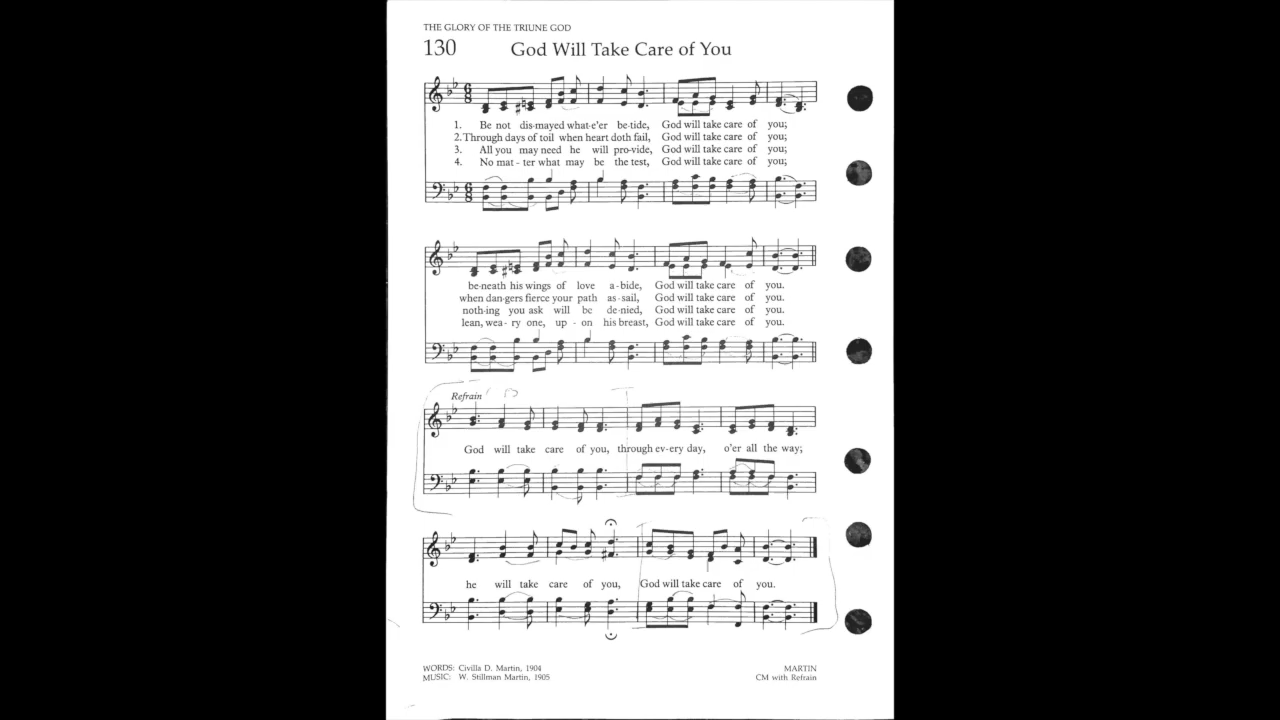 THE GLORY OF THE TRIUNE GOD
130 God Will Take Care of You
1. Be not dis-mayed what-e'er be-tide, God will take care of you;
2. Through days of toil when heart doth fail, God will take care of you;
3. All you may need he will pro-vide, God will take care of you;
4. No mat-ter what may be the test, God will take care of you;
be-neath his wings of love a-bide, God will take care of you.
when dan-gers fierce your path as-sail, God will take care of you.
noth-ing you ask will be de-nied, God will take care of you.
lean, wea-ry one, up-on his breast, God will take care of you.
Refrain
God will take care of you, through ev-ery day, o'er all the way;
he will take care of you, God will take care of you.
WORDS: Civilla D. Martin, 1904 MARTIN
MUSIC: W. Stillman Martin, 1905 CM with Refrain